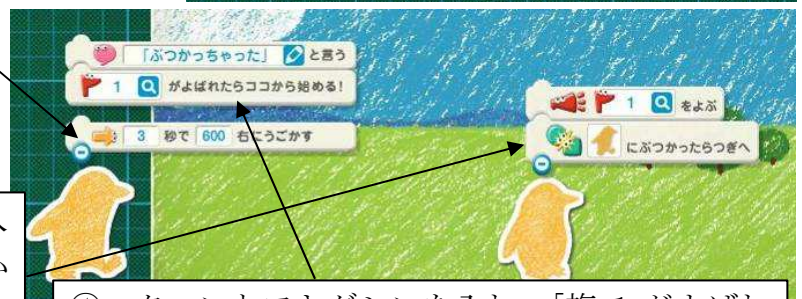 「ぶつかっちゃった」 と言う
1 がよばれたらココから始める!
3 秒で 600 右にうごかす
1 をよぶ
にぶつかったらつぎへ